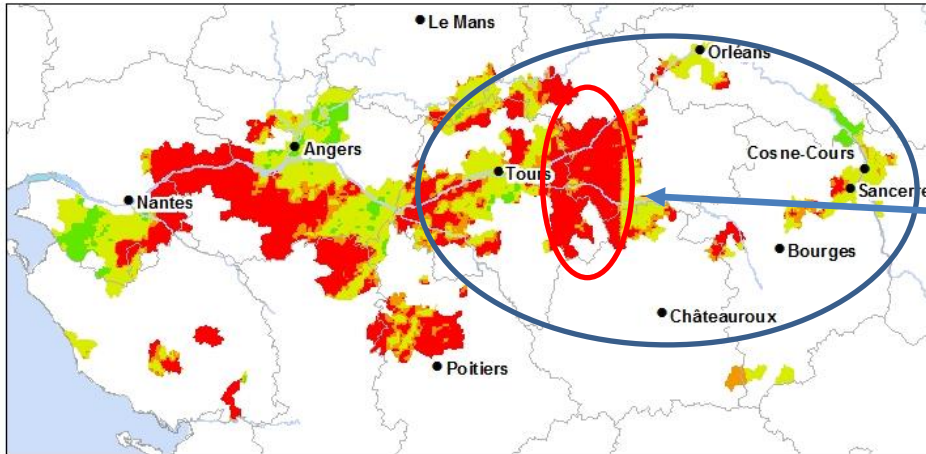 Le Mans
Orléans
Angers
Cosne-Cours
Tours
Sancerre
Nantes
Bourges
Châteauroux
Poitiers